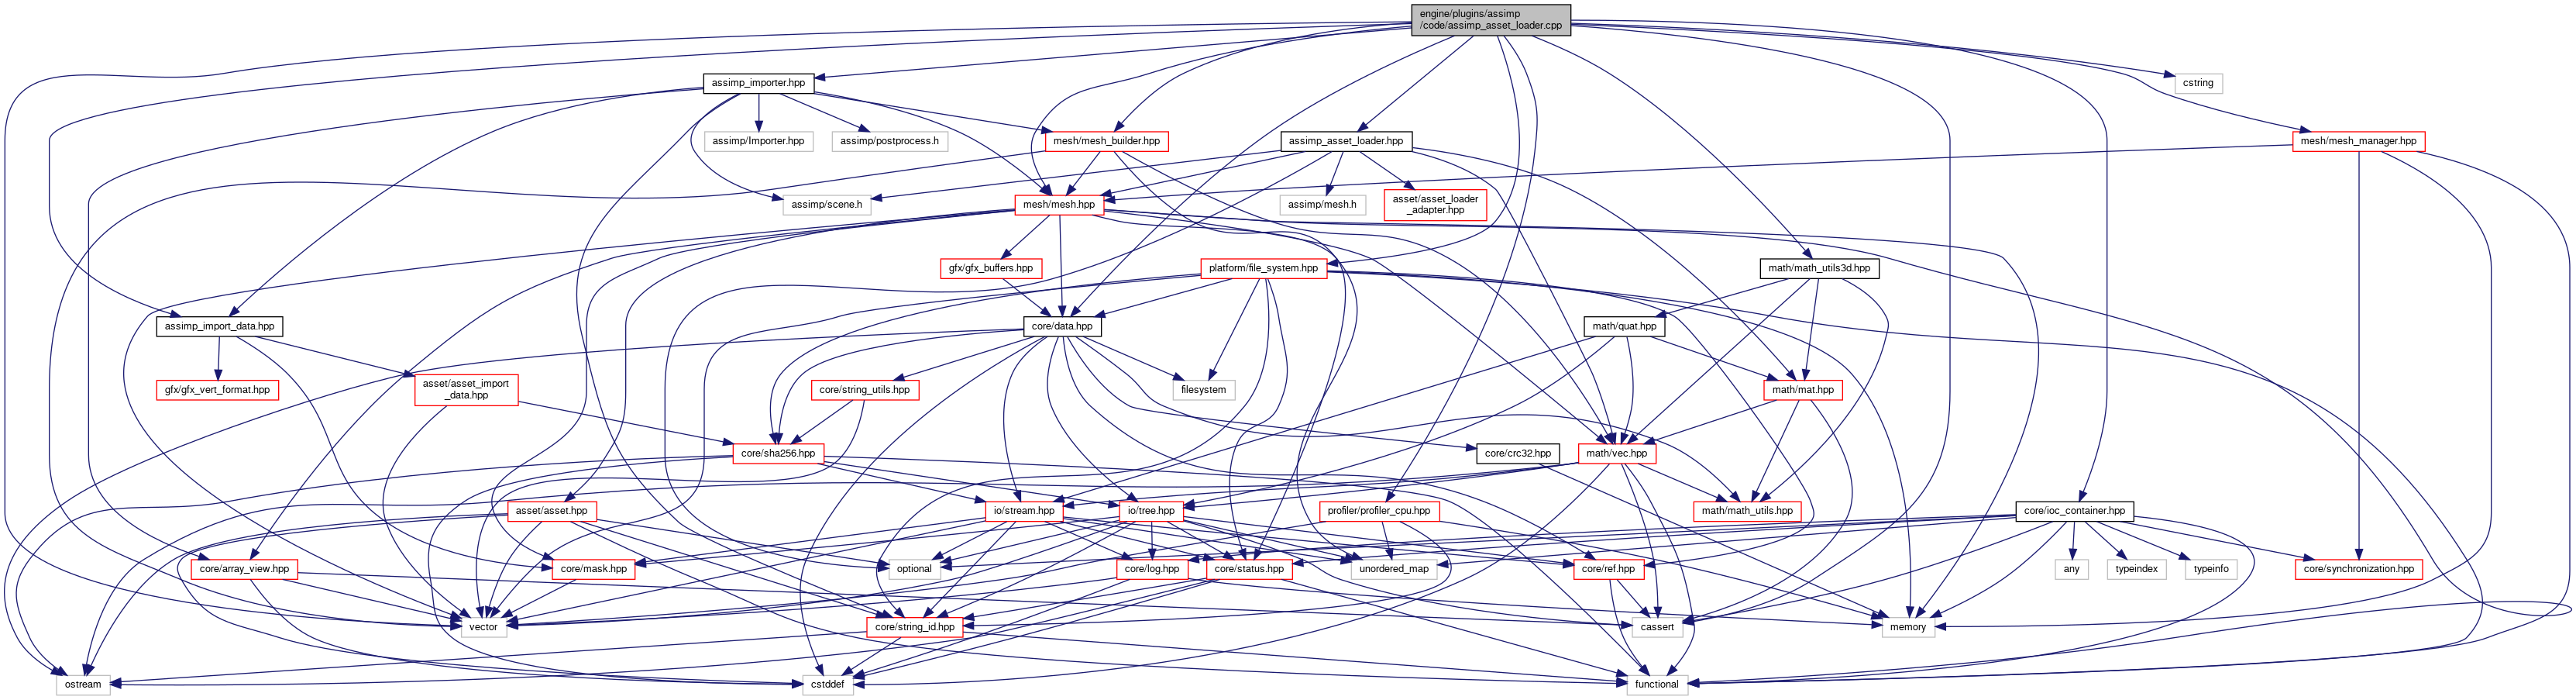 engine/plugins/assimp
/code/assimp_asset_loader.cpp
assimp_importer.hpp
cstring
assimp/Importer.hpp
assimp/postprocess.h
mesh/mesh_builder.hpp
assimp_asset_loader.hpp
mesh/mesh_manager.hpp
assimp/scene.h
mesh/mesh.hpp
assimp/mesh.h
asset/asset_loader
_adapter.hpp
gfx/gfx_buffers.hpp
platform/file_system.hpp
math/math_utils3d.hpp
assimp_import_data.hpp
core/data.hpp
math/quat.hpp
gfx/gfx_vert_format.hpp
asset/asset_import
_data.hpp
core/string_utils.hpp
filesystem
math/mat.hpp
core/sha256.hpp
core/crc32.hpp
math/vec.hpp
asset/asset.hpp
io/stream.hpp
io/tree.hpp
profiler/profiler_cpu.hpp
math/math_utils.hpp
core/ioc_container.hpp
core/array_view.hpp
core/mask.hpp
optional
core/log.hpp
core/status.hpp
unordered_map
core/ref.hpp
any
typeindex
typeinfo
core/synchronization.hpp
vector
core/string_id.hpp
cassert
memory
ostream
cstddef
functional